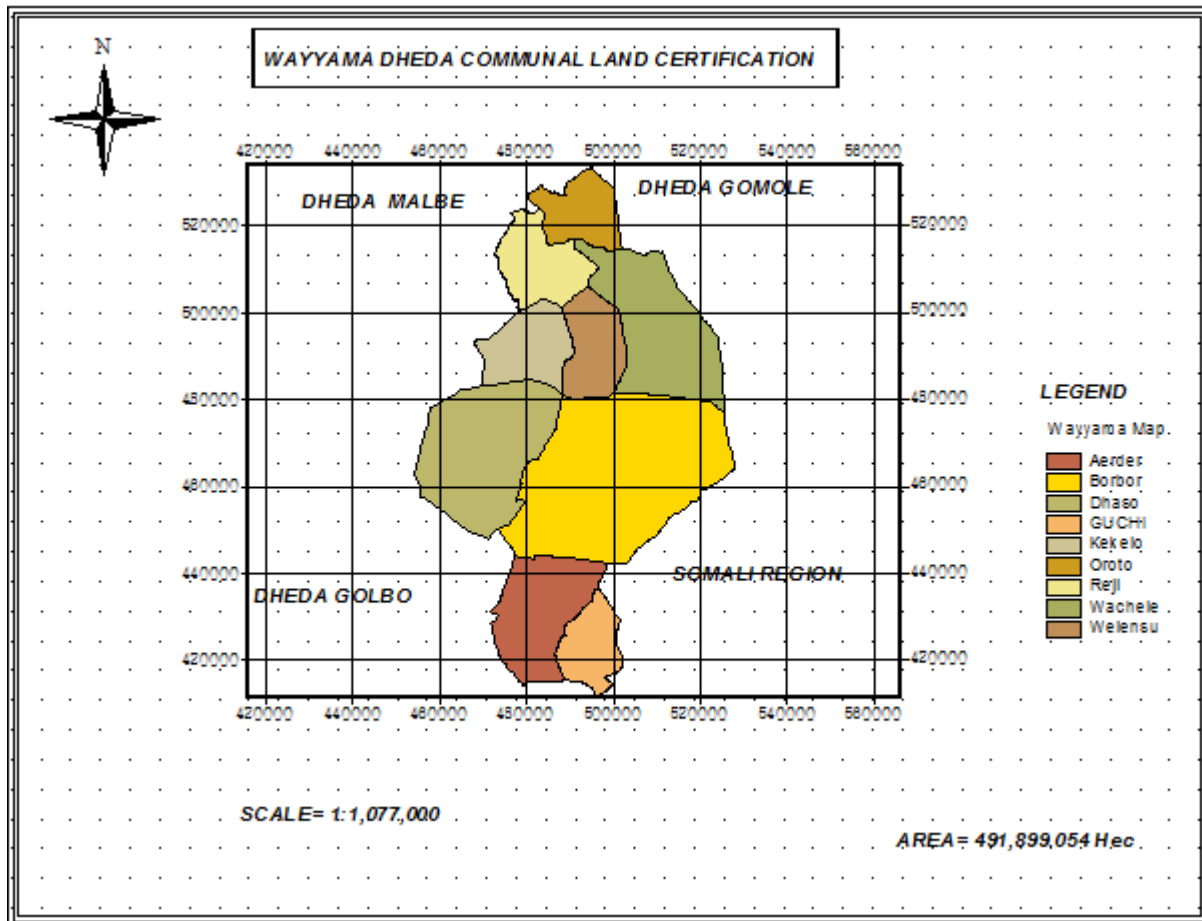 N
WAYYAMA DHEDA COMMUNAL LAND CERTIFICATION
420000 440000 460000 480000 500000 520000 540000 560000
DHEDA MALBE
DHEDA GOMOLE
520000 520000
500000 500000
480000 480000
460000 460000
440000 440000
SOMALI REGION
DHEDA GOLBO
420000 420000
420000 440000 460000 480000 500000 520000 540000 560000
LEGEND
Wayyama Map
Aerder
Borbor
Dhaso
GUCHI
Kekelo
Oroto
Reji
Wachele
Welensu
SCALE= 1:1,077,000
AREA= 491,899,054 Hec